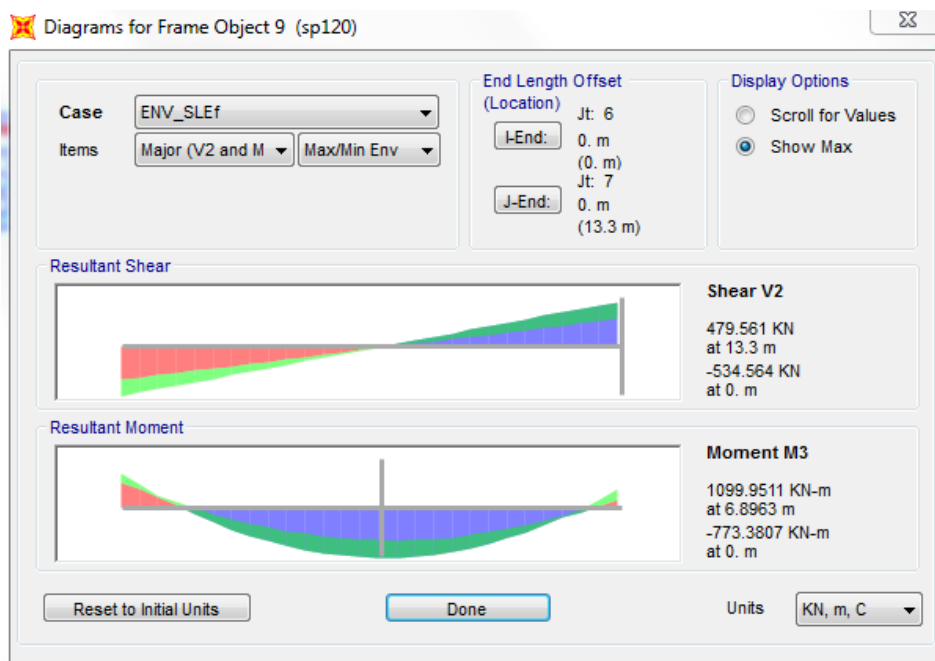 Diagrams for Frame Object 9 (sp120)
Case
ENV_SLEf
Items
Major (V2 and M
Max/Min Env
End Length Offset
(Location)
Jt: 6
I-End:
0. m
(0. m)
Jt: 7
J-End:
0. m
(13.3 m)
Display Options
Scroll for Values
Show Max
Resultant Shear
Shear V2
479.561 KN
at 13.3 m
-534.564 KN
at 0. m
Resultant Moment
Moment M3
1099.9511 KN-m
at 6.8963 m
-773.3807 KN-m
at 0. m
Reset to Initial Units
Done
Units
KN, m, C